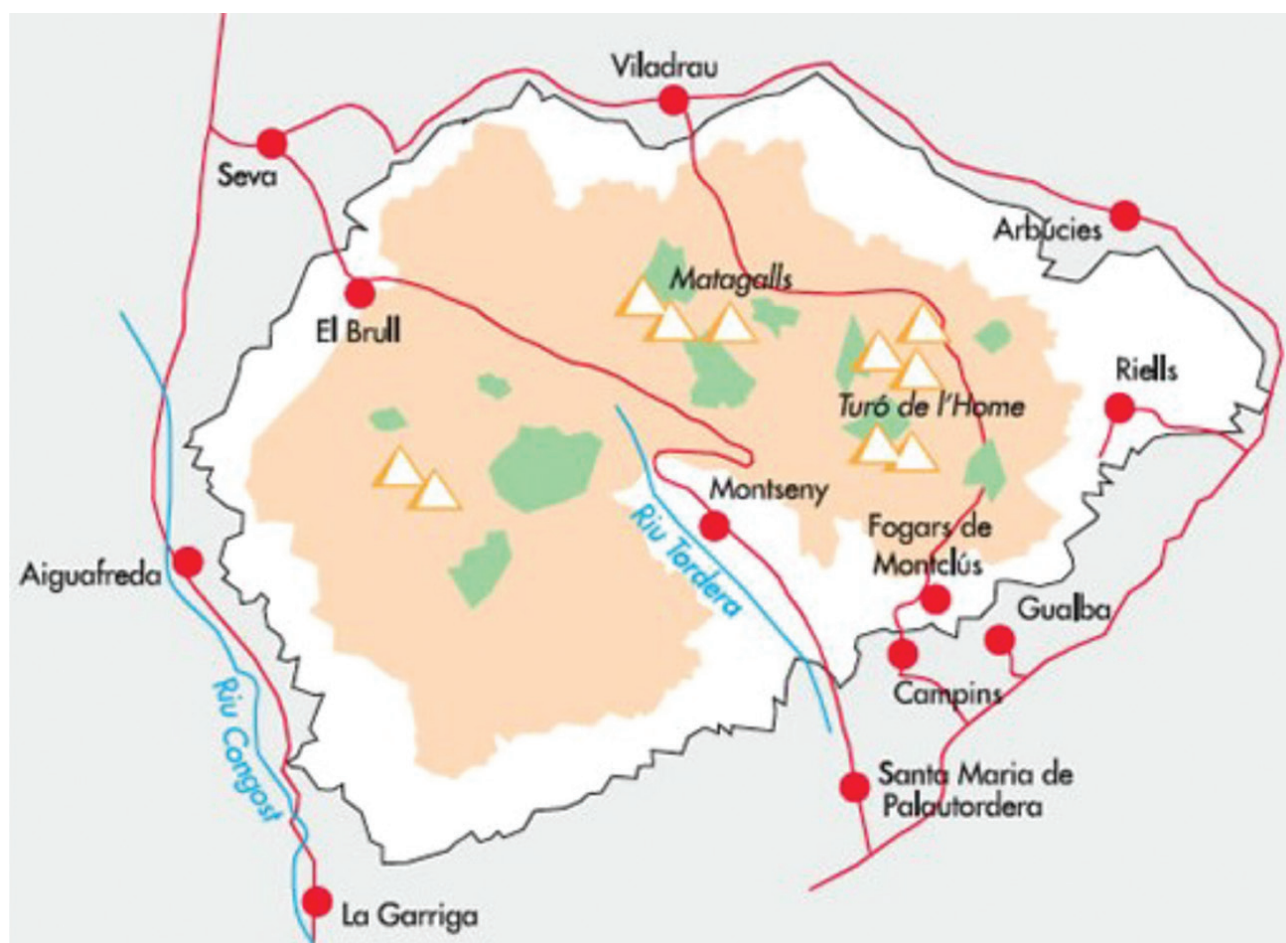 Viladrau
Seva
Arbúcies
Matagalls
El Brull
Riells
Turó de l'Home
Montseny
Riu Tordera
Fogars de
Montclús
Aiguafreda
Gualba
Riu Congost
Campins
Santa Maria de
Palautordera
La Garriga